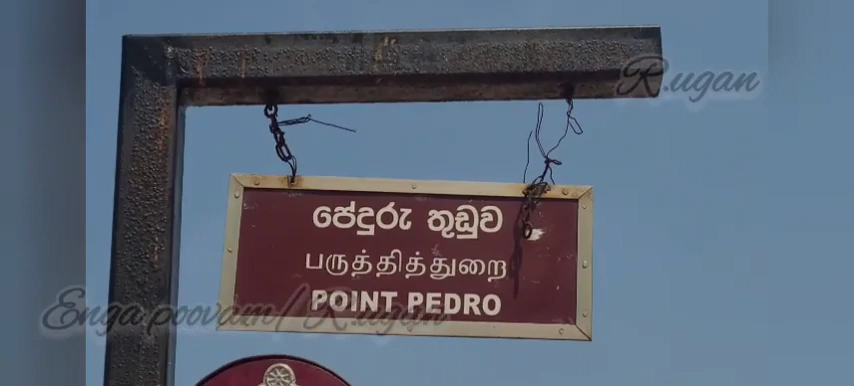 R.ugan
පේදුරු තුඩුව
பருத்தித்துறை
POINT PEDRO
Enga poovam/ R.ugan